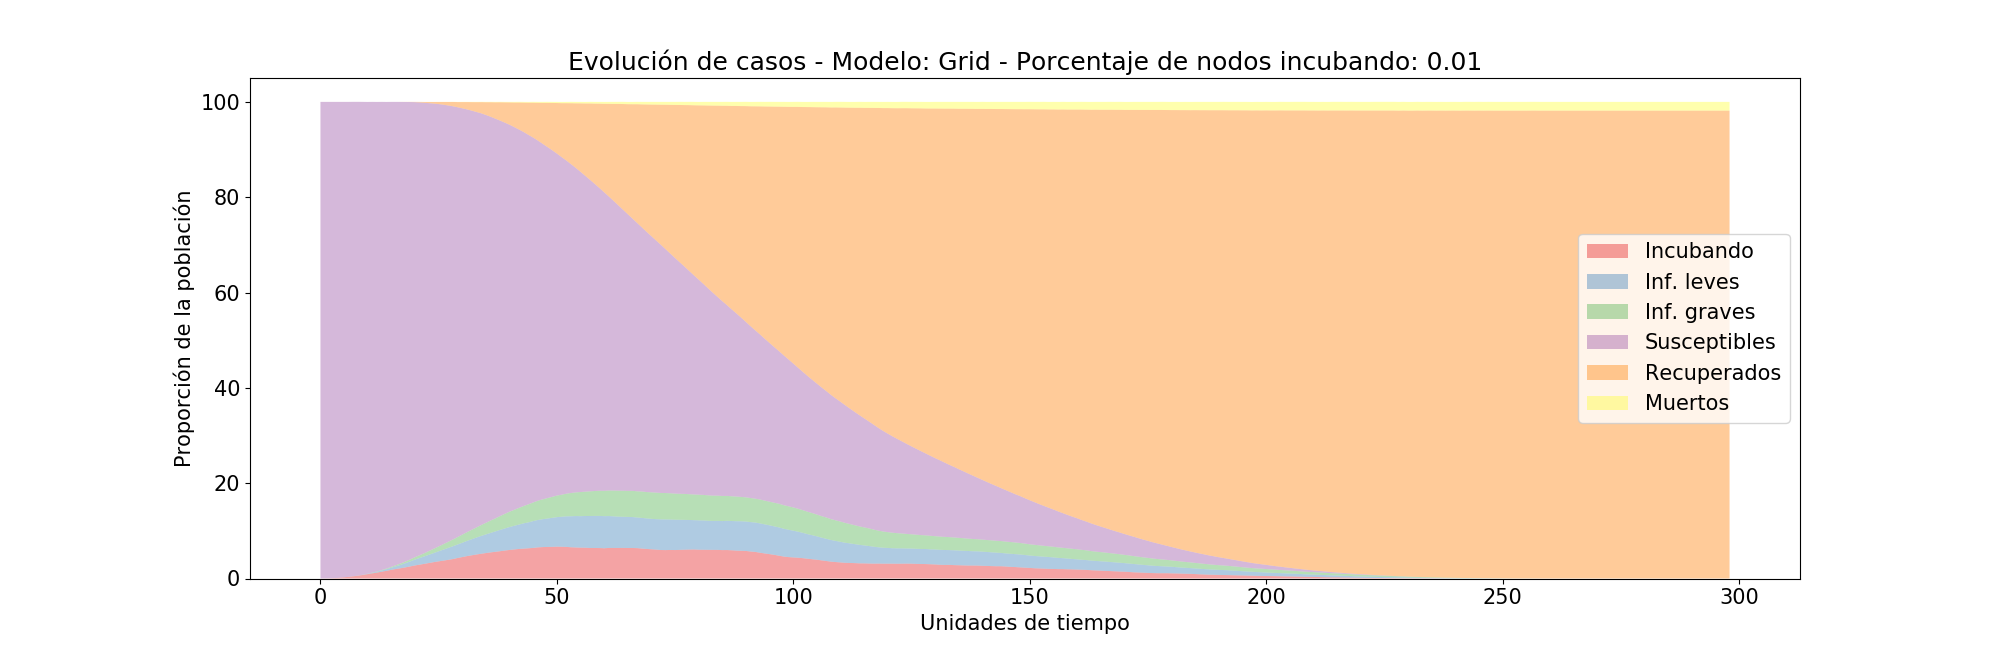 Evolución de casos - Modelo: Grid - Porcentaje de nodos incubando: 0.01
Proporción de la población
100
80
60
40
20
0
Incubando
Inf. leves
Inf. graves
Susceptibles
Recuperados
Muertos
0 50 100 150 200 250 300
Unidades de tiempo